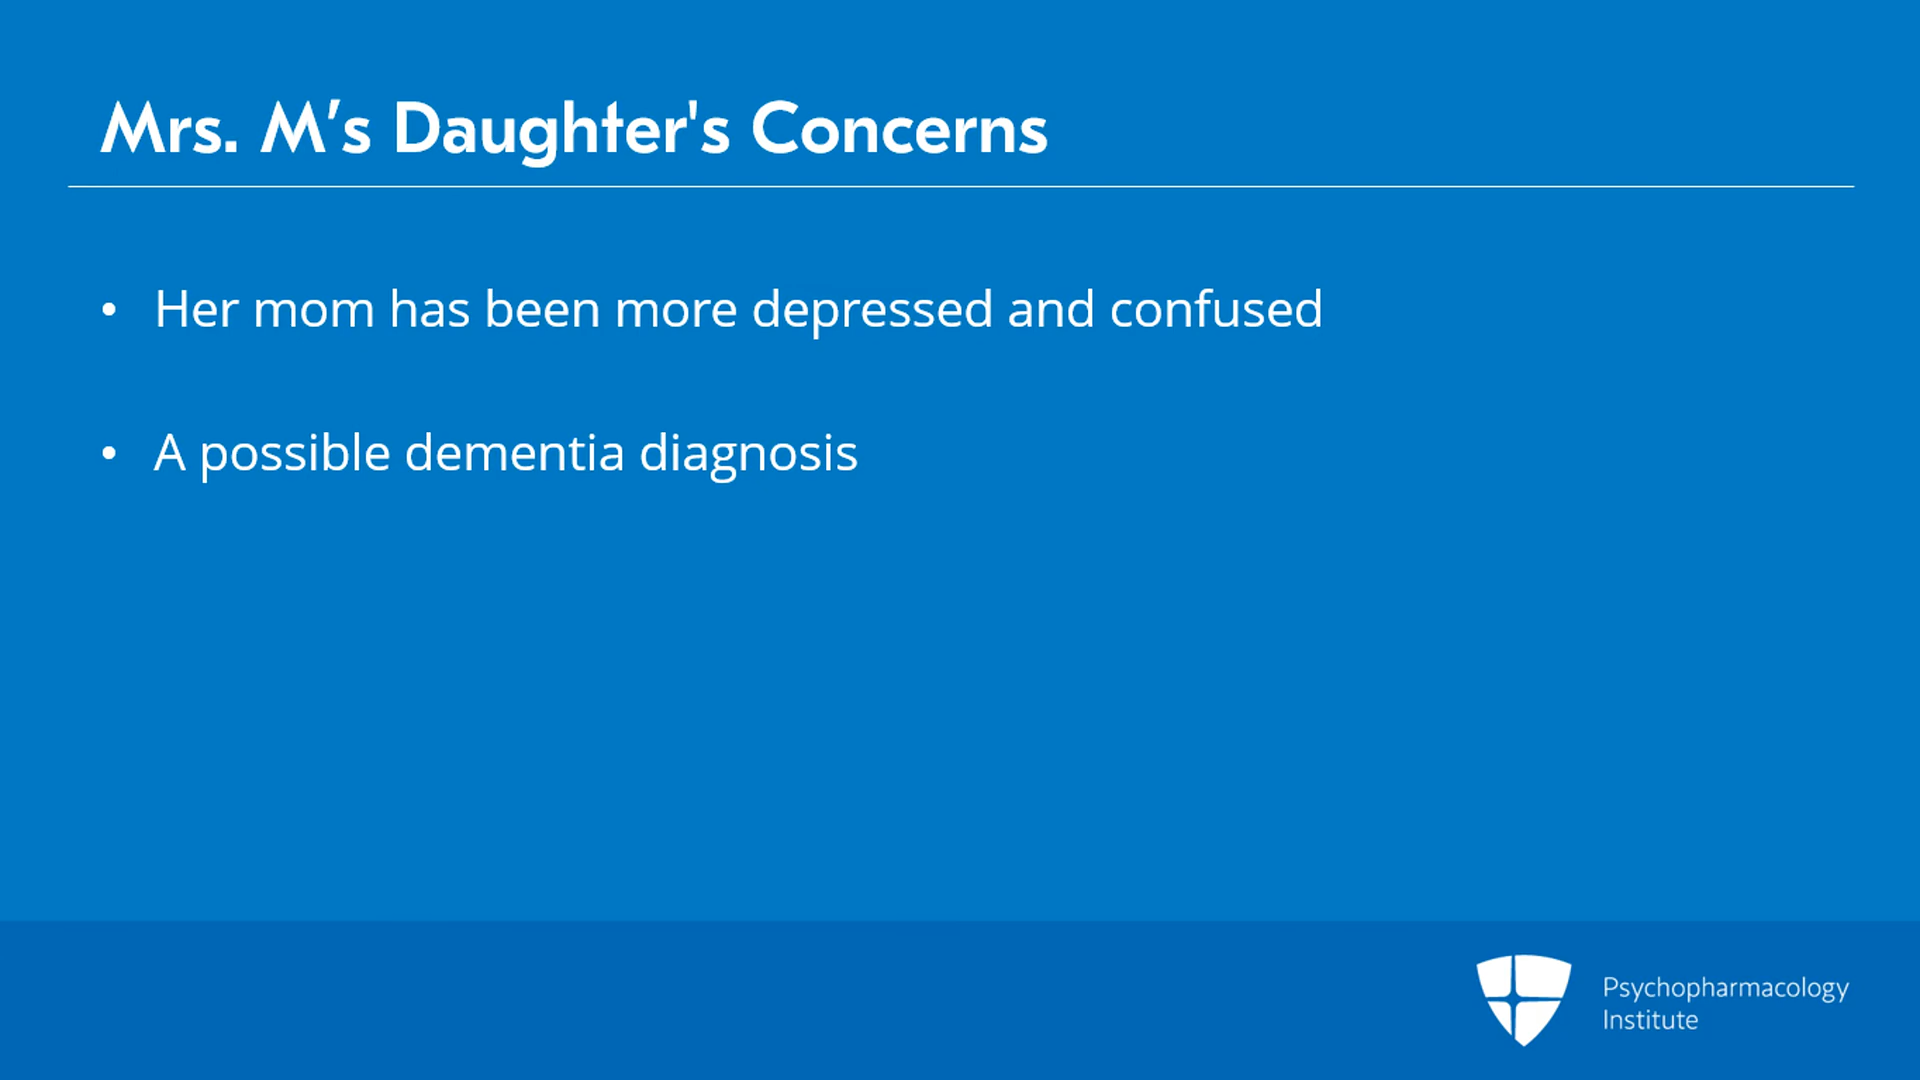 Mrs. M’s Daughter's Concerns
• Her mom has been more depressed and confused
• A possible dementia diagnosis
Psychopharmacology
Institute